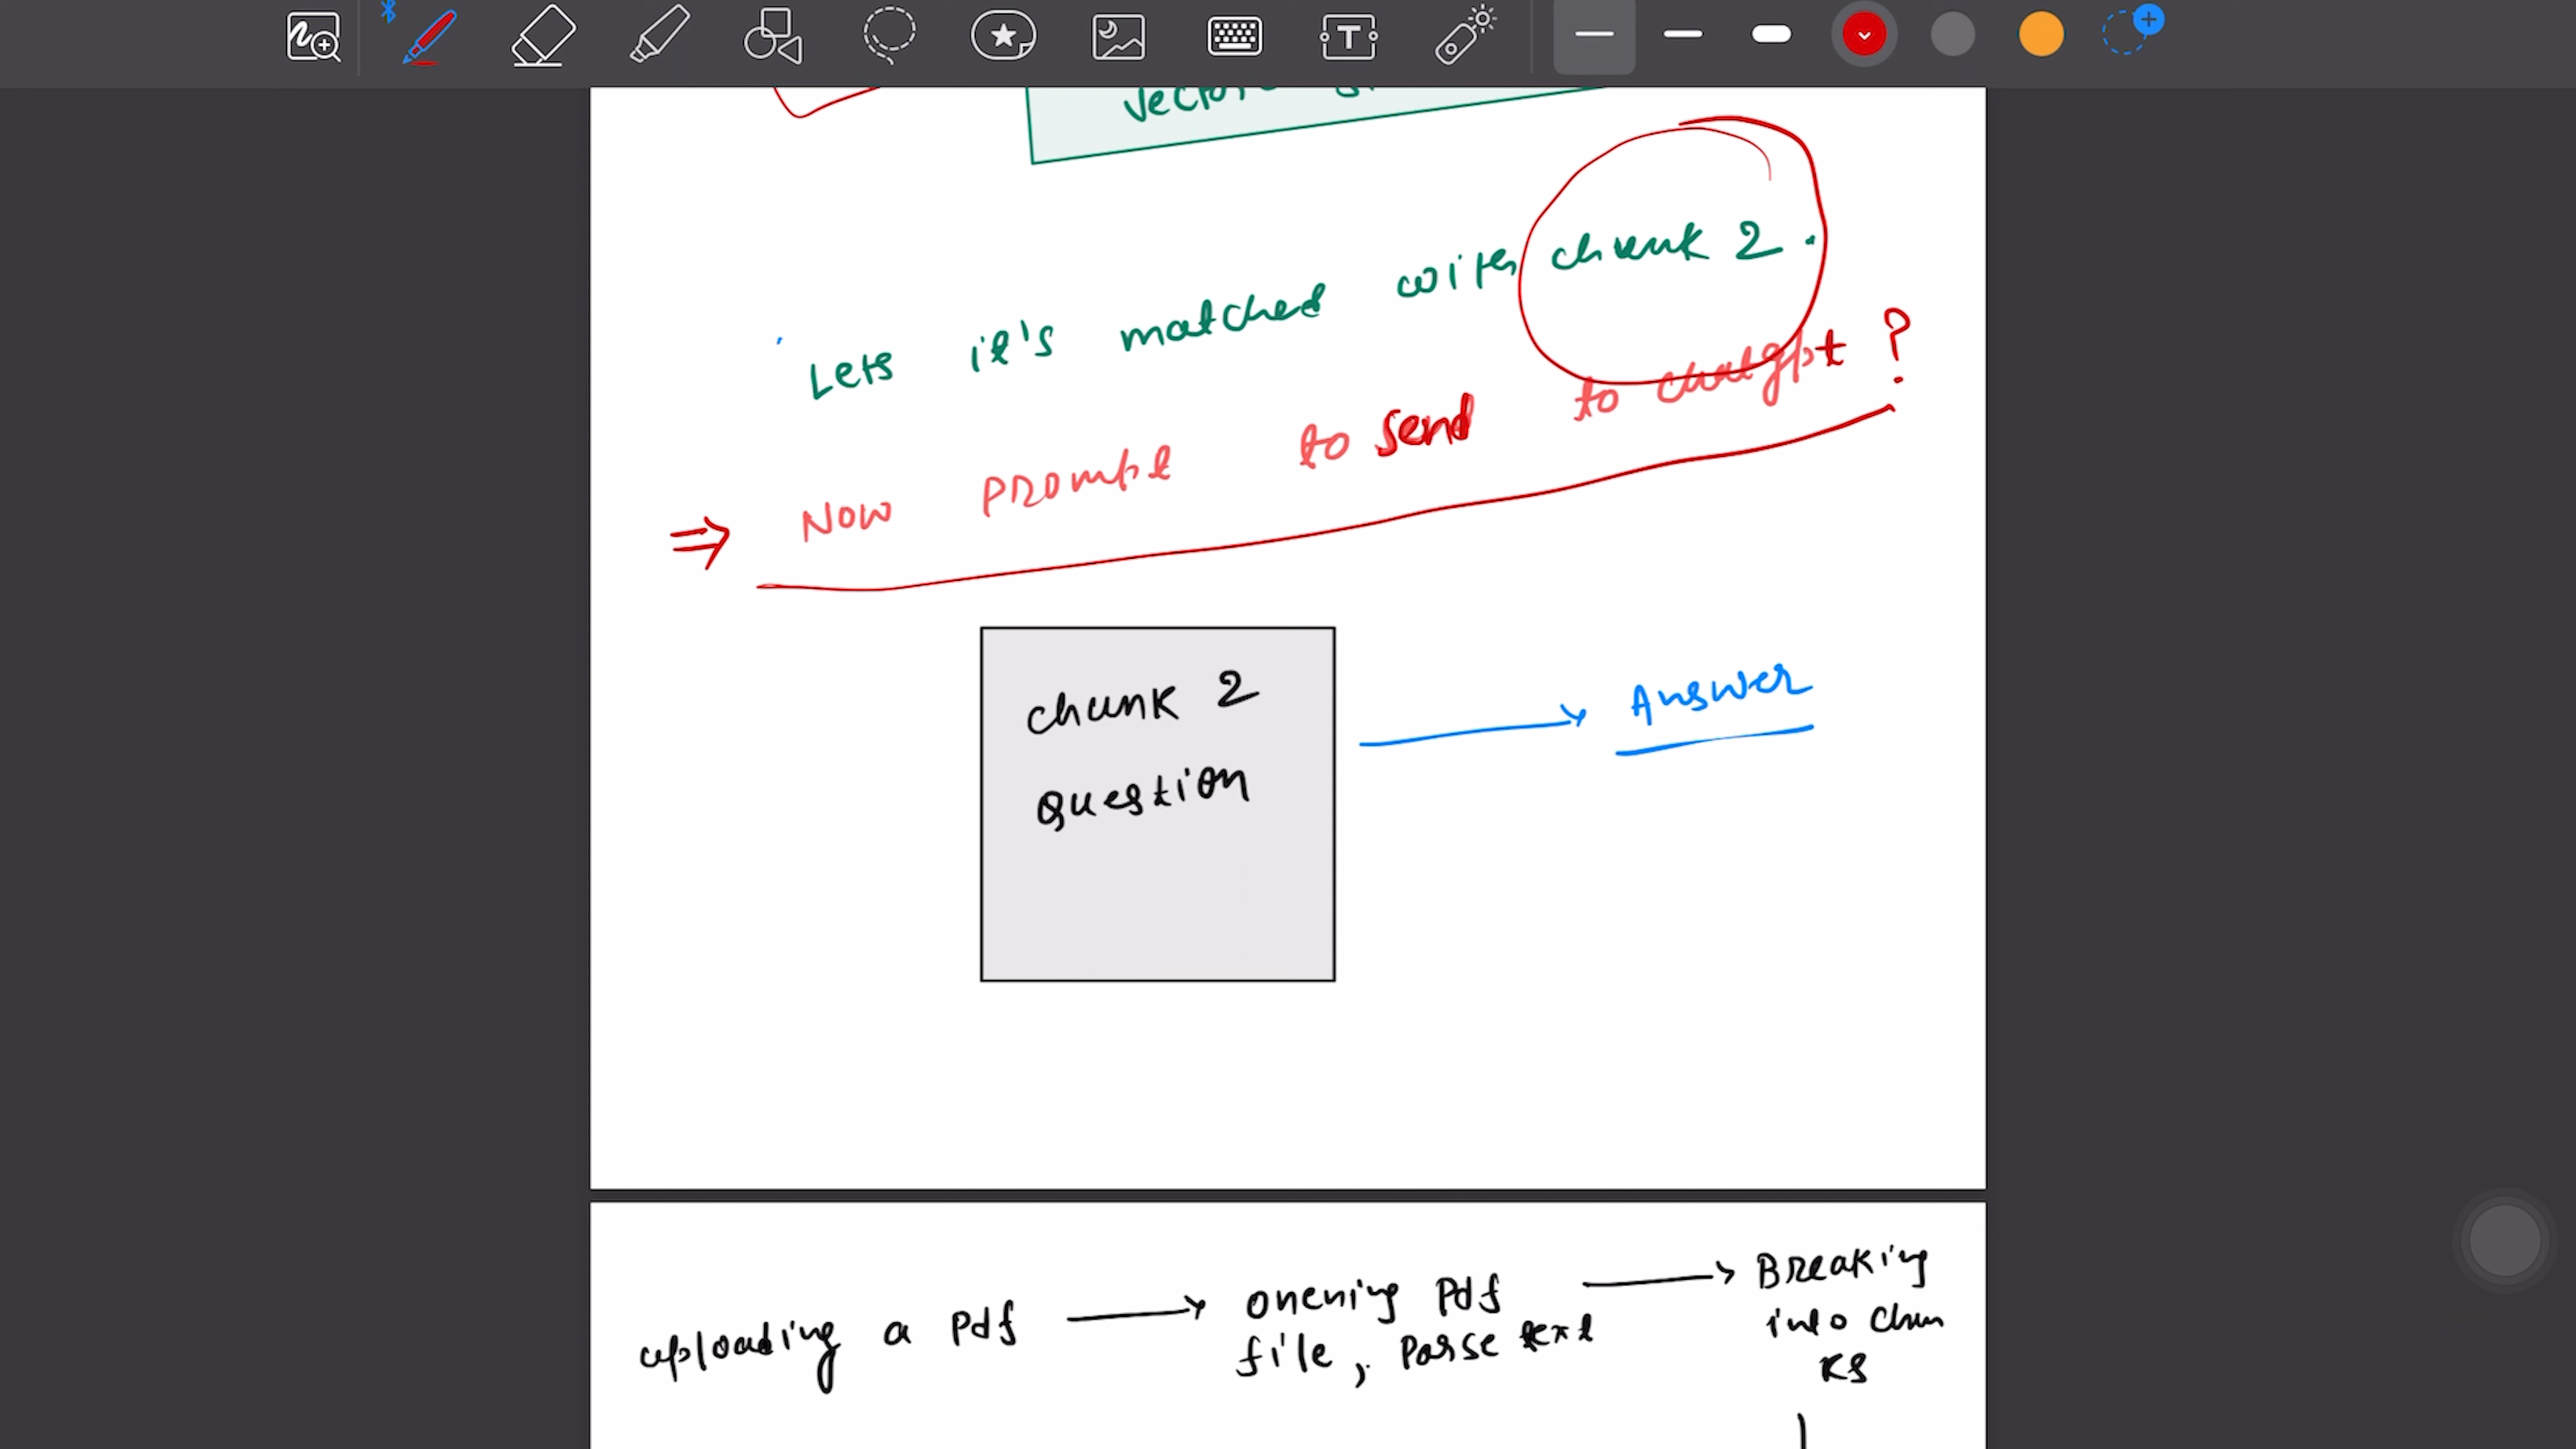 Lets it's matched with chunk 2.
Now prompt to send to chatgpt ?
chunk 2
Question
Answer
uploading a Pdf
onening Pdf
file, Parse text
Breaking
into Chun
ks